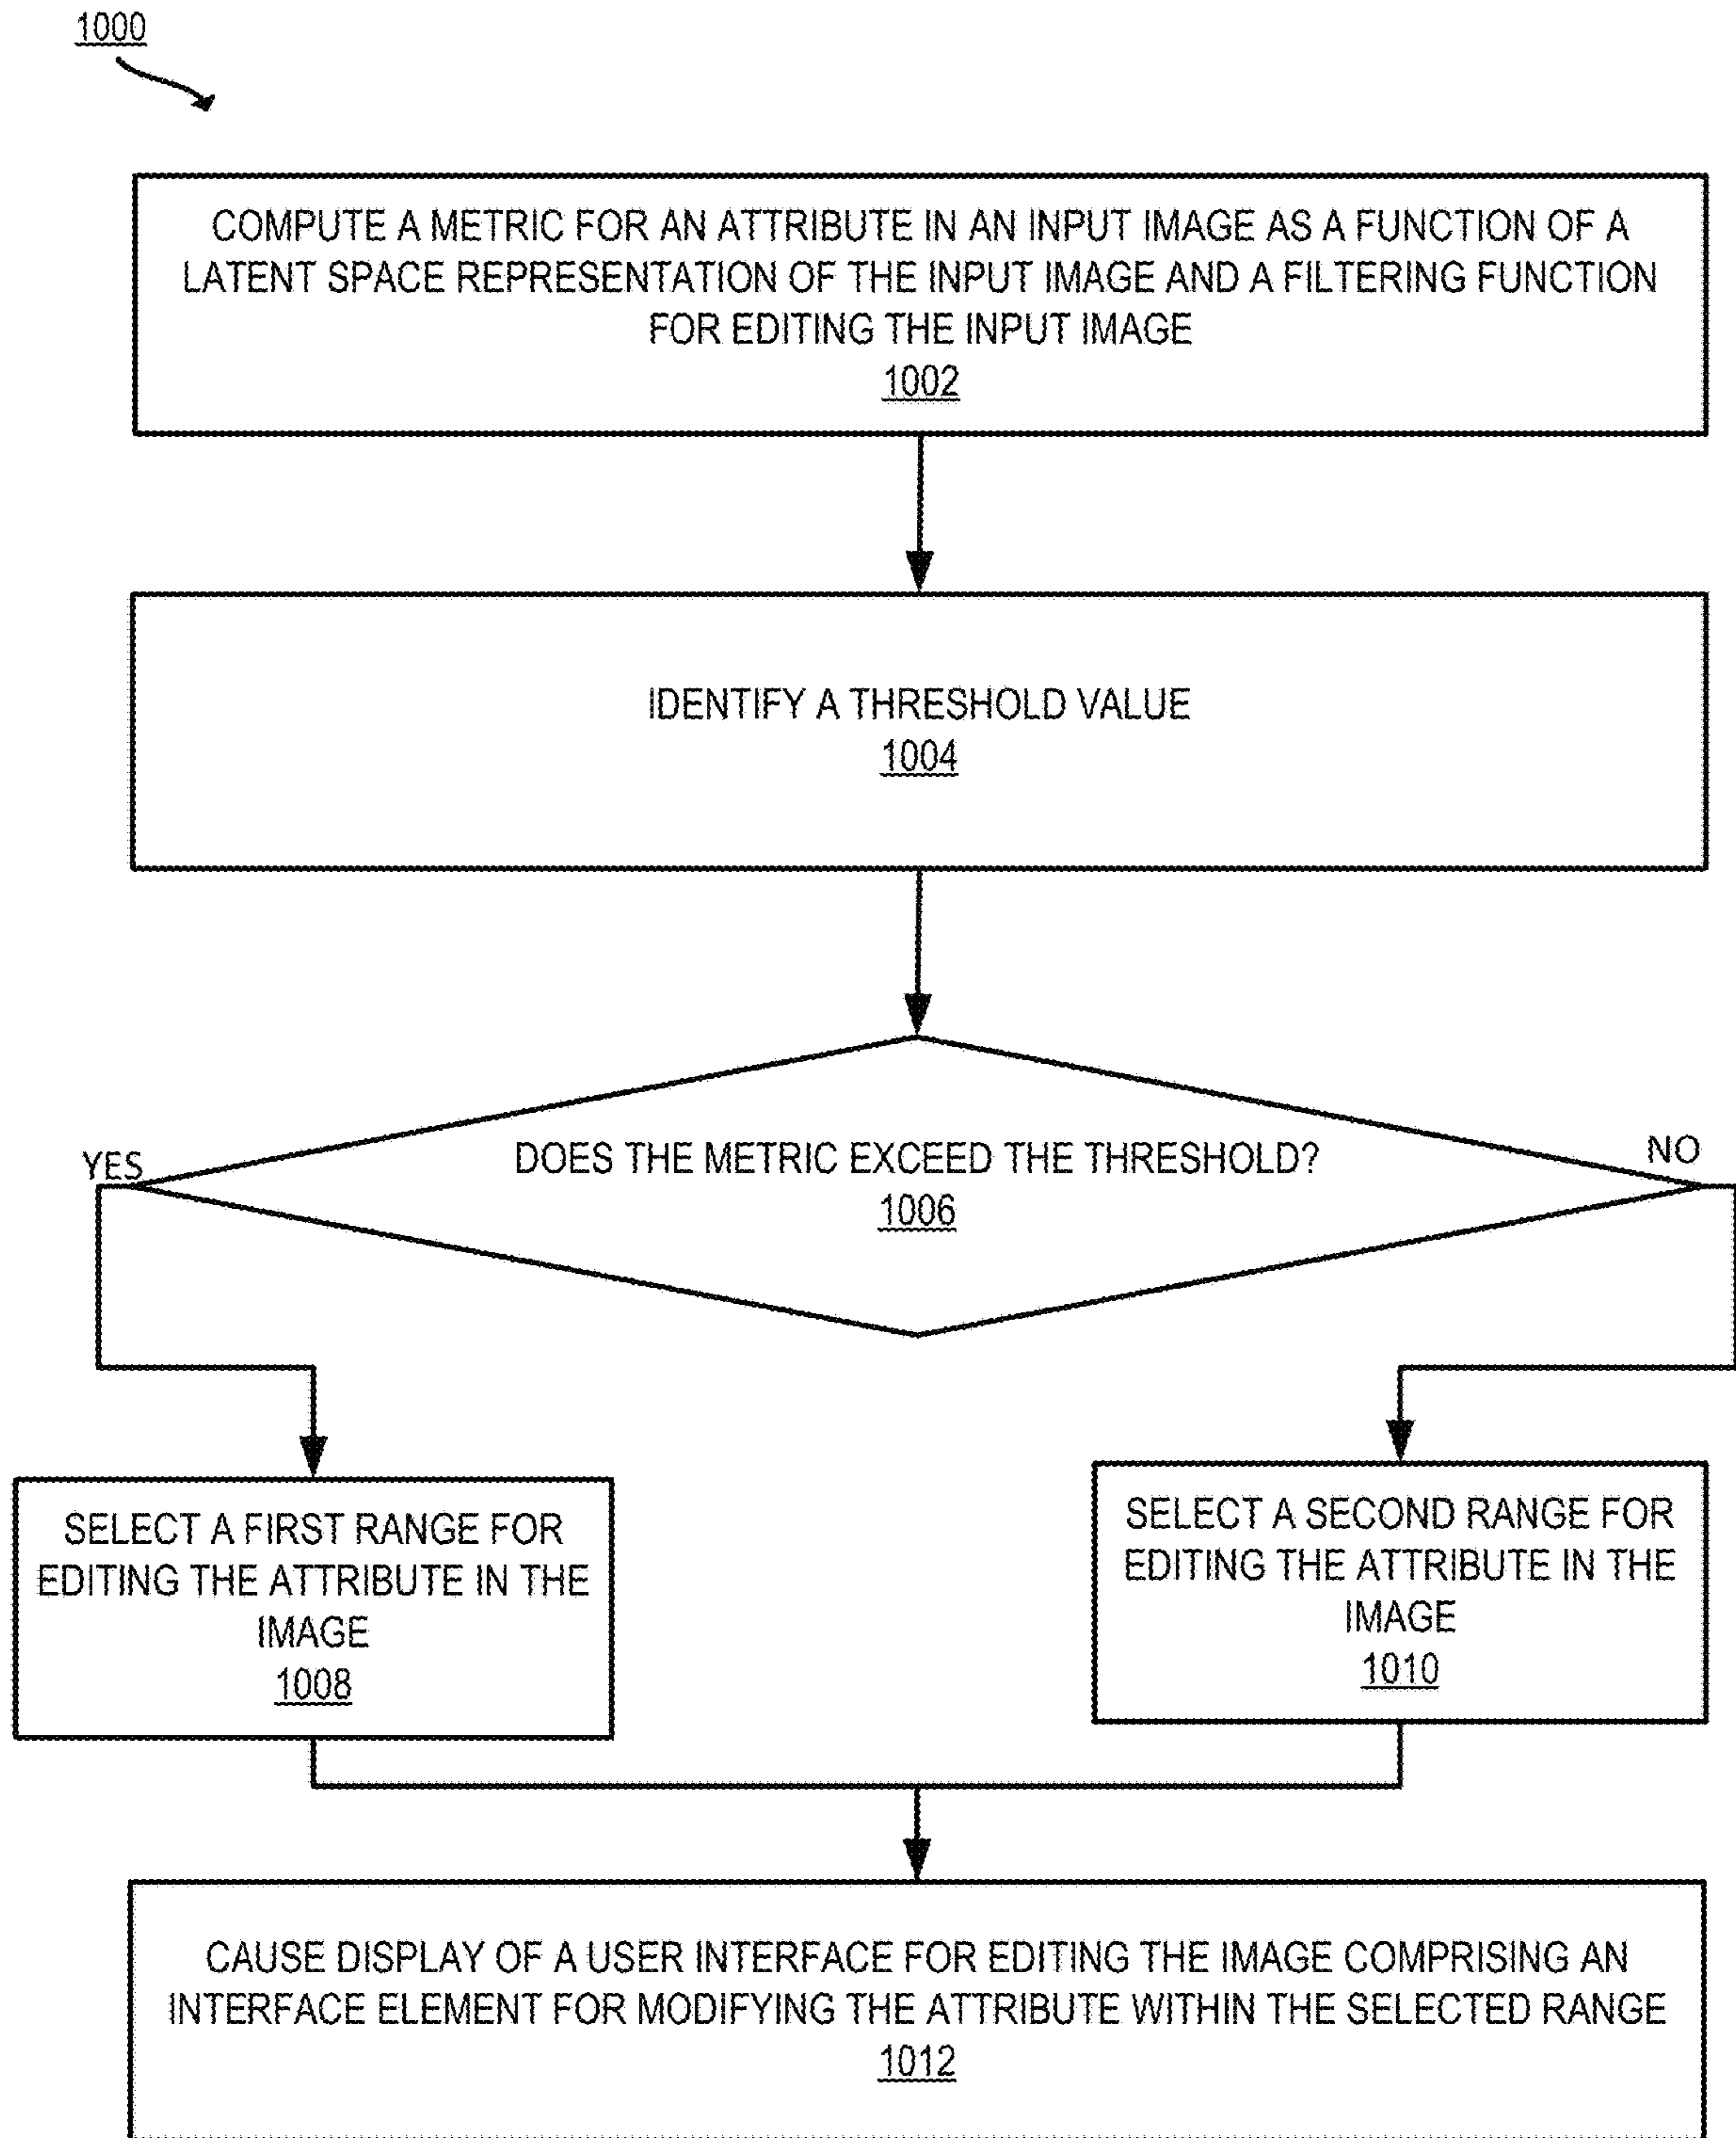 1000
COMPUTE A METRIC FOR AN ATTRIBUTE IN AN INPUT IMAGE AS A FUNCTION OF A
LATENT SPACE REPRESENTATION OF THE INPUT IMAGE AND A FILTERING FUNCTION
FOR EDITING THE INPUT IMAGE
1002
IDENTIFY A THRESHOLD VALUE
1004
DOES THE METRIC EXCEED THE THRESHOLD?
1006
YES
NO
SELECT A FIRST RANGE FOR
EDITING THE ATTRIBUTE IN THE
IMAGE
1008
SELECT A SECOND RANGE FOR
EDITING THE ATTRIBUTE IN THE
IMAGE
1010
CAUSE DISPLAY OF A USER INTERFACE FOR EDITING THE IMAGE COMPRISING AN
INTERFACE ELEMENT FOR MODIFYING THE ATTRIBUTE WITHIN THE SELECTED RANGE
1012